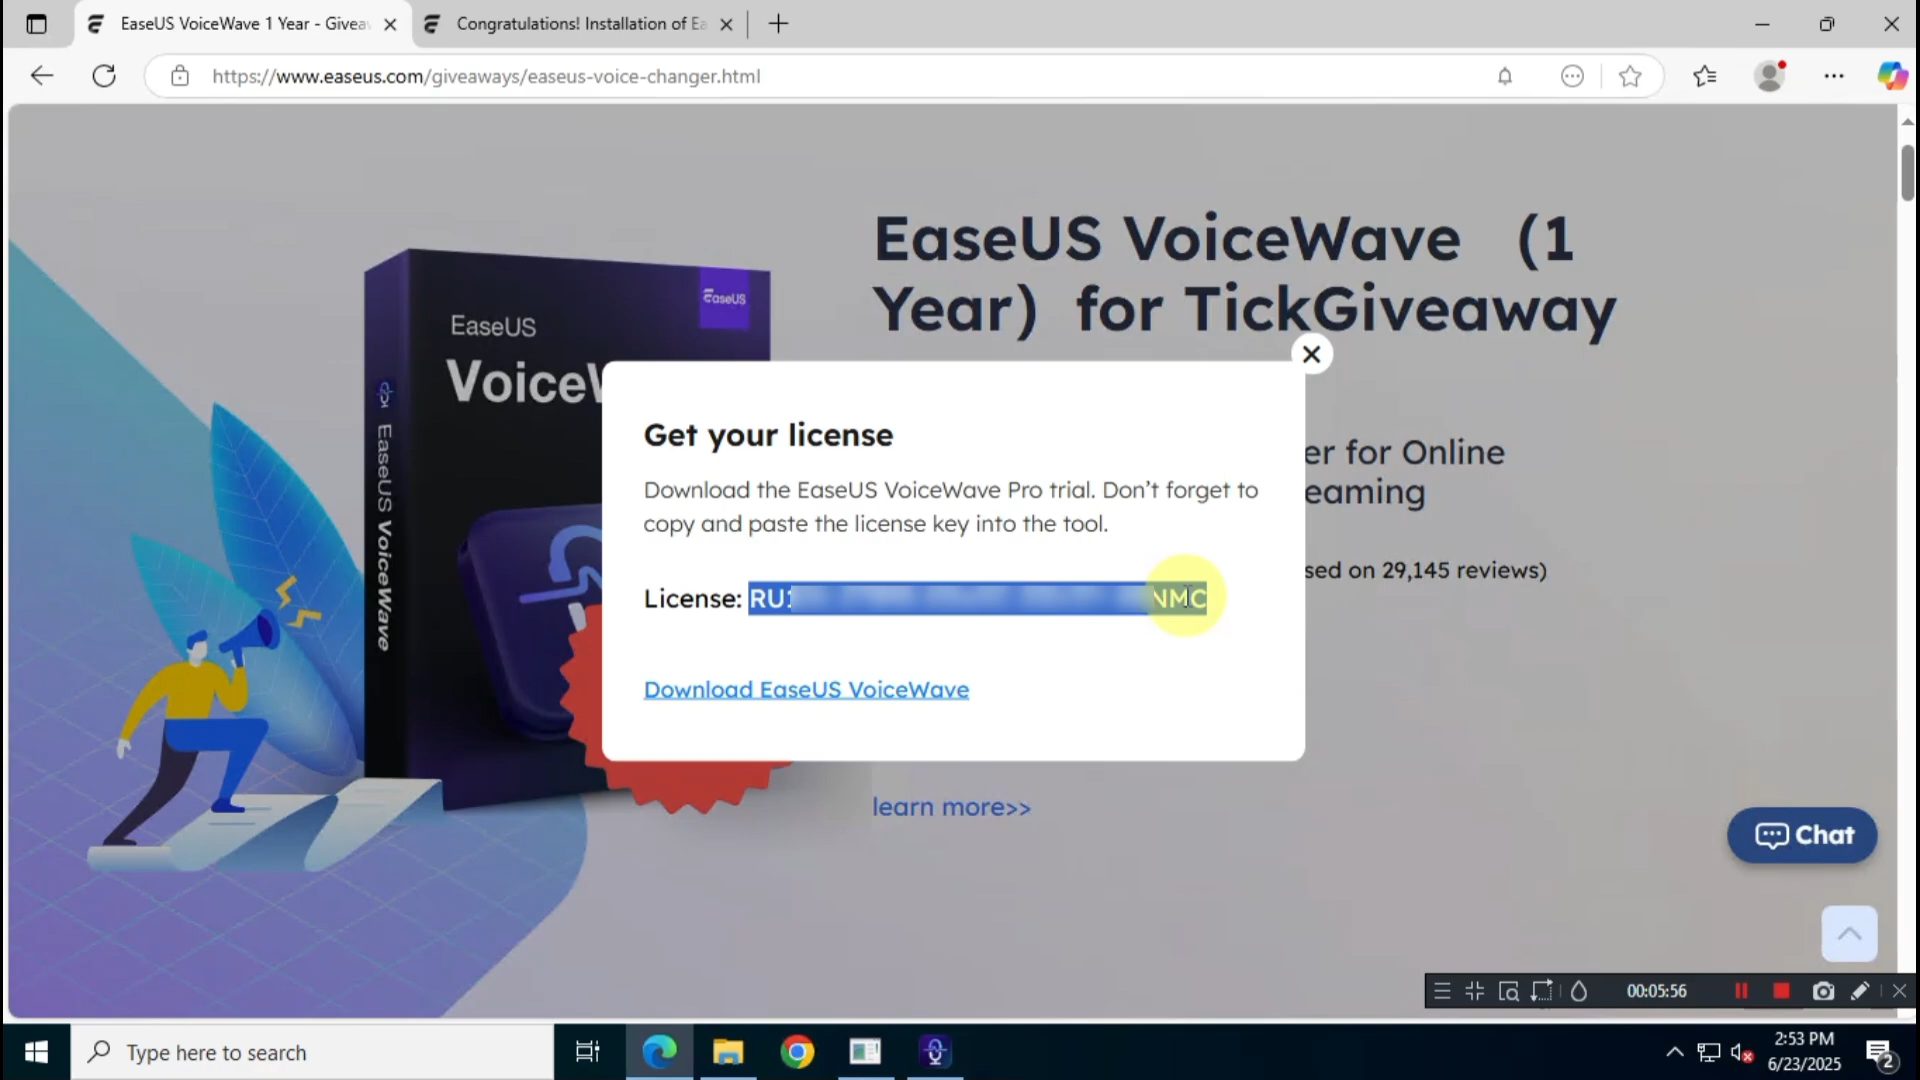 EaseUS VoiceWave 1 Year - Givea
Congratulations! Installation of Ea
https://www.easeus.com/giveaways/easeus-voice-changer.html
EaseUS VoiceWave (1
Year) for TickGiveaway
EaseUS
EaseUS
VoiceW
EaseUS VoiceWave
er for Online
eaming
sed on 29,145 reviews)
Get your license
Download the EaseUS VoiceWave Pro trial. Don't forget to
copy and paste the license key into the tool.
License: RU1 NMC
Download EaseUS VoiceWave
learn more>>
Chat
00:05:56
Type here to search
2:53 PM
6/23/2025
2